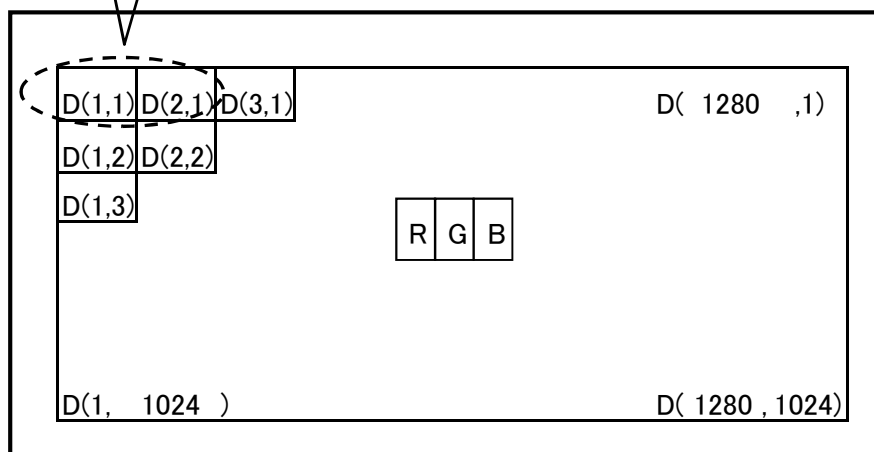 D(1,1) D(2,1) D(3,1) D( 1280 ,1)
D(1,2) D(2,2)
D(1,3)
R G B
D(1, 1024 ) D( 1280 , 1024)